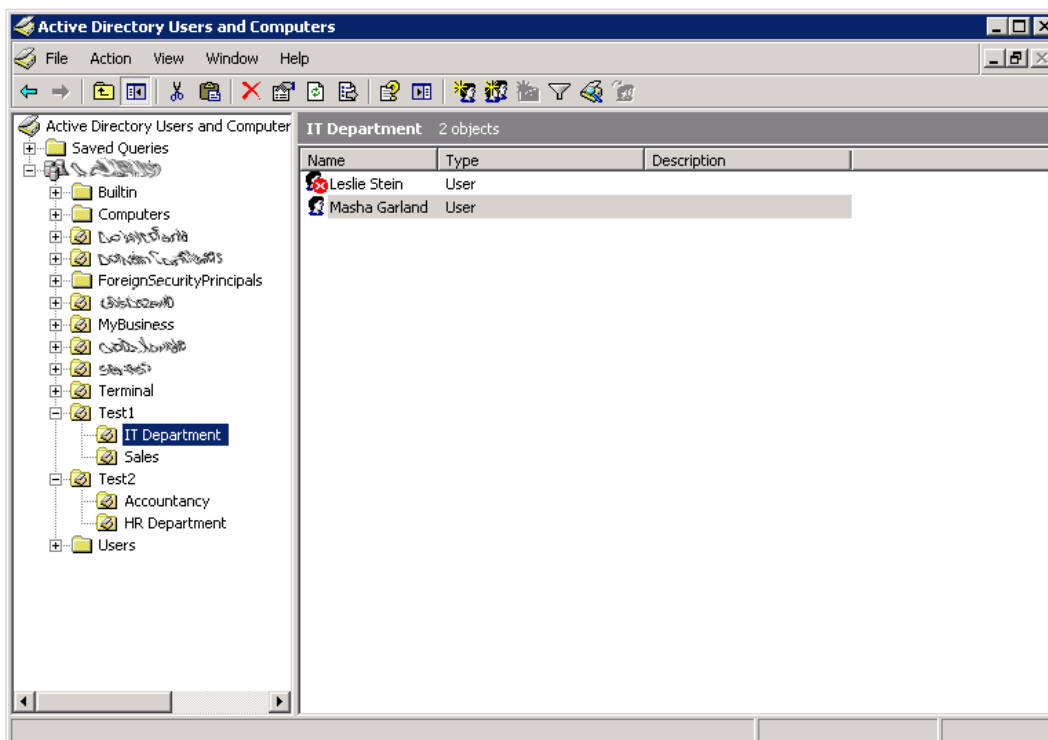 Active Directory Users and Computers
File Action View Window Help
Active Directory Users and Computer
Saved Queries
Builtin
Computers
ForeignSecurityPrincipals
MyBusiness
Terminal
Test1
IT Department
Sales
Test2
Accountancy
HR Department
Users
IT Department 2 objects
Name Type Description
Leslie Stein User
Masha Garland User